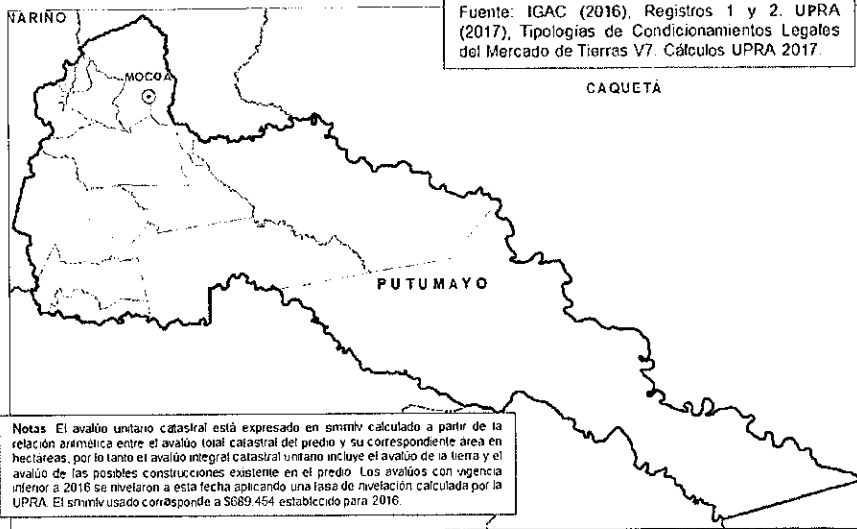 Fuente: IGAC (2016), Registros 1 y 2. UPRA
(2017), Tipologías de Condicionamientos Legales
del Mercado de Tierras V7. Cálculos UPRA 2017.
NARIÑO
MOCOA
CAQUETÁ
PUTUMAYO
Notas El avalúo unitario catastral está expresado en smmlv calculado a partir de la
relación aritmética entre el avalúo total catastral del predio y su correspondiente área en
hectáreas, por lo tanto el avalúo integral catastral unitario incluye el avalúo de la tierra y el
avalúo de las posibles construcciones existente en el predio Los avalúos con vigencia
inferior a 2016 se nivelaron a esta fecha aplicando una tasa de nivelación calculada por la
UPRA. El smmlv usado corresponde a $689.454 establecido para 2016.